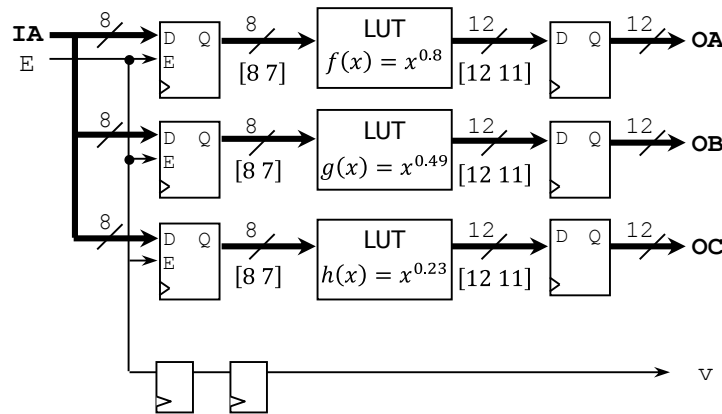 8 8 LUT 12 12
IA D Q f(x) = x^0.8 D Q OA
E E [8 7] [12 11]
8 8 LUT 12 12
D Q g(x) = x^0.49 D Q OB
E [8 7] [12 11]
8 8 LUT 12 12
D Q h(x) = x^0.23 D Q OC
E [8 7] [12 11]
v